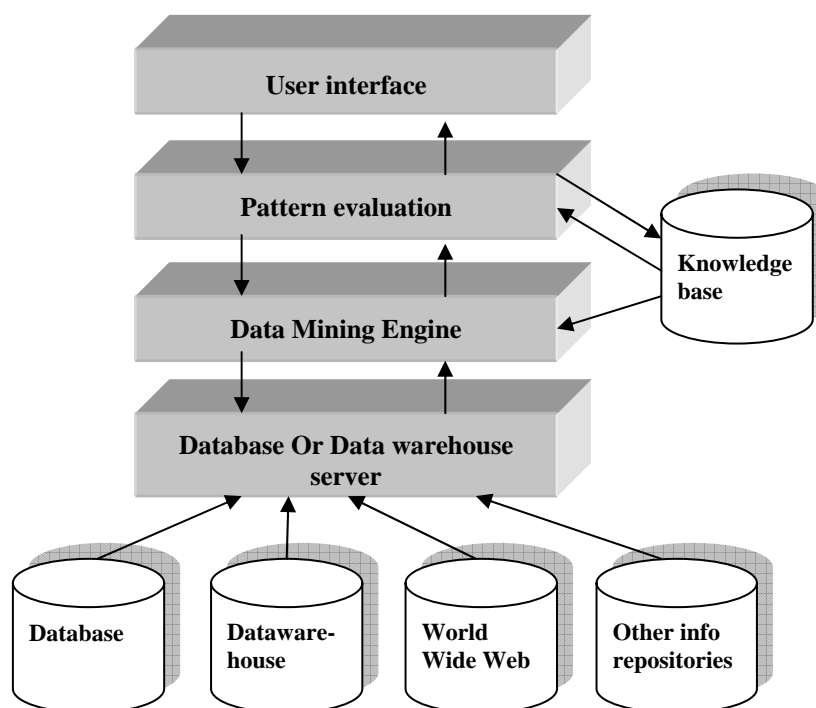 User interface
Pattern evaluation
Knowledge
base
Data Mining Engine
Database Or Data warehouse
server
Database
Dataware-
house
World
Wide Web
Other info
repositories